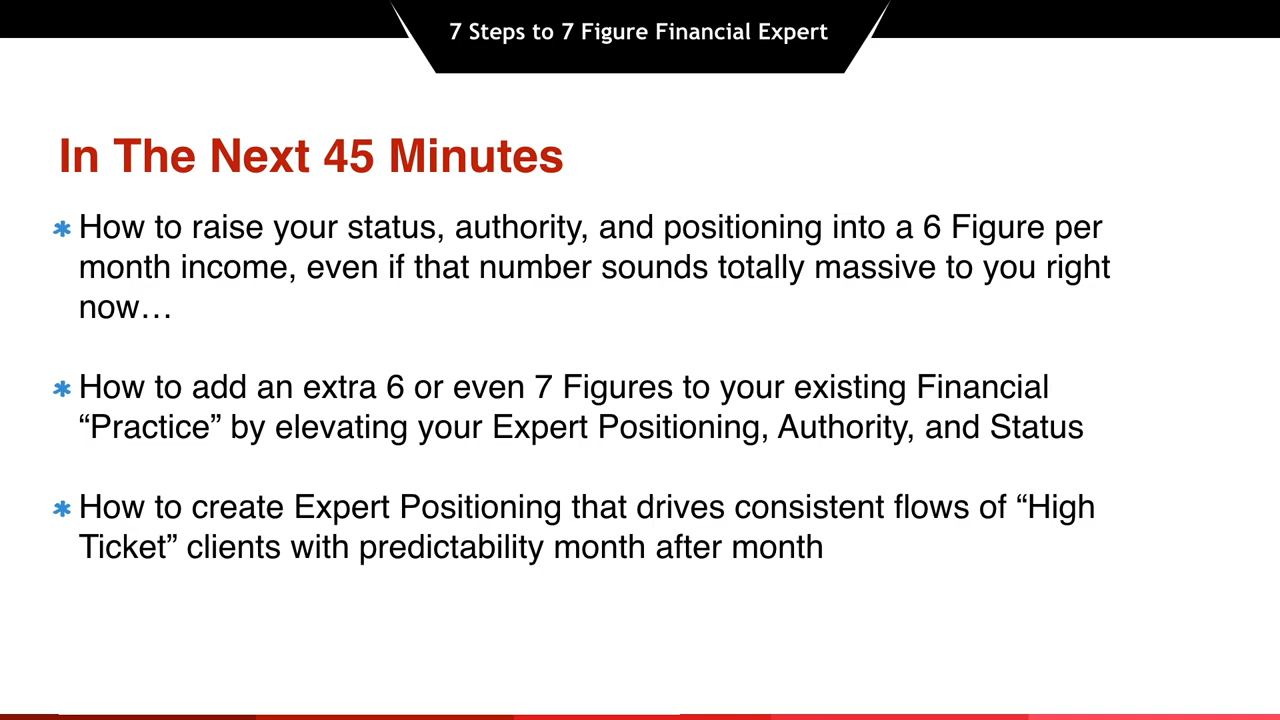 7 Steps to 7 Figure Financial Expert
In The Next 45 Minutes
* How to raise your status, authority, and positioning into a 6 Figure per
month income, even if that number sounds totally massive to you right
now…
* How to add an extra 6 or even 7 Figures to your existing Financial
“Practice” by elevating your Expert Positioning, Authority, and Status
* How to create Expert Positioning that drives consistent flows of “High
Ticket” clients with predictability month after month